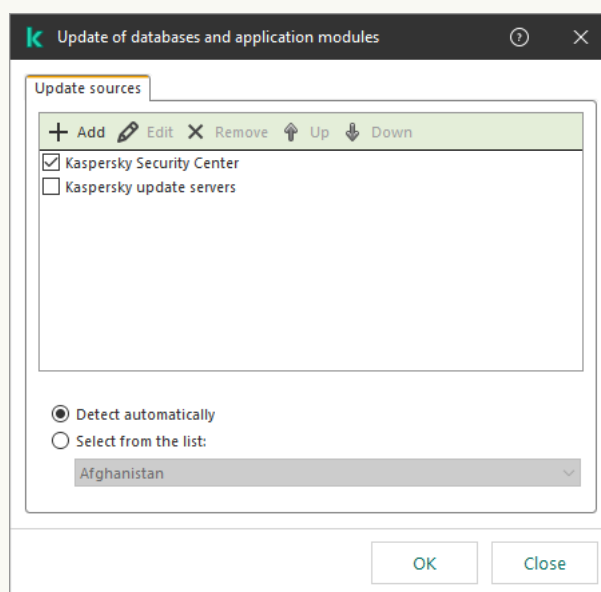 Update of databases and application modules
Update sources
Add Edit Remove Up Down
Kaspersky Security Center
Kaspersky update servers
Detect automatically
Select from the list:
Afghanistan
OK Close